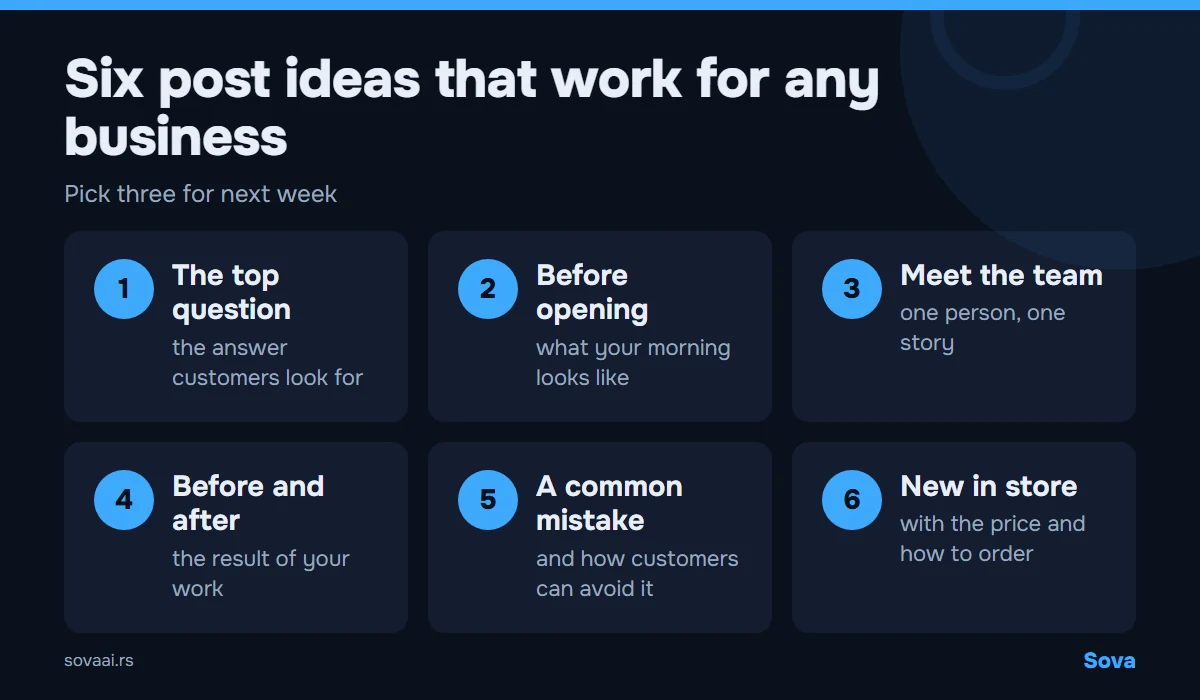 Six post ideas that work for any
business
Pick three for next week
1
The top
question
the answer
customers look for
2
Before
opening
what your morning
looks like
3
Meet the team
one person, one
story
4
Before and
after
the result of your
work
5
A common
mistake
and how customers
can avoid it
6
New in store
with the price and
how to order
sovaai.rs
Sova